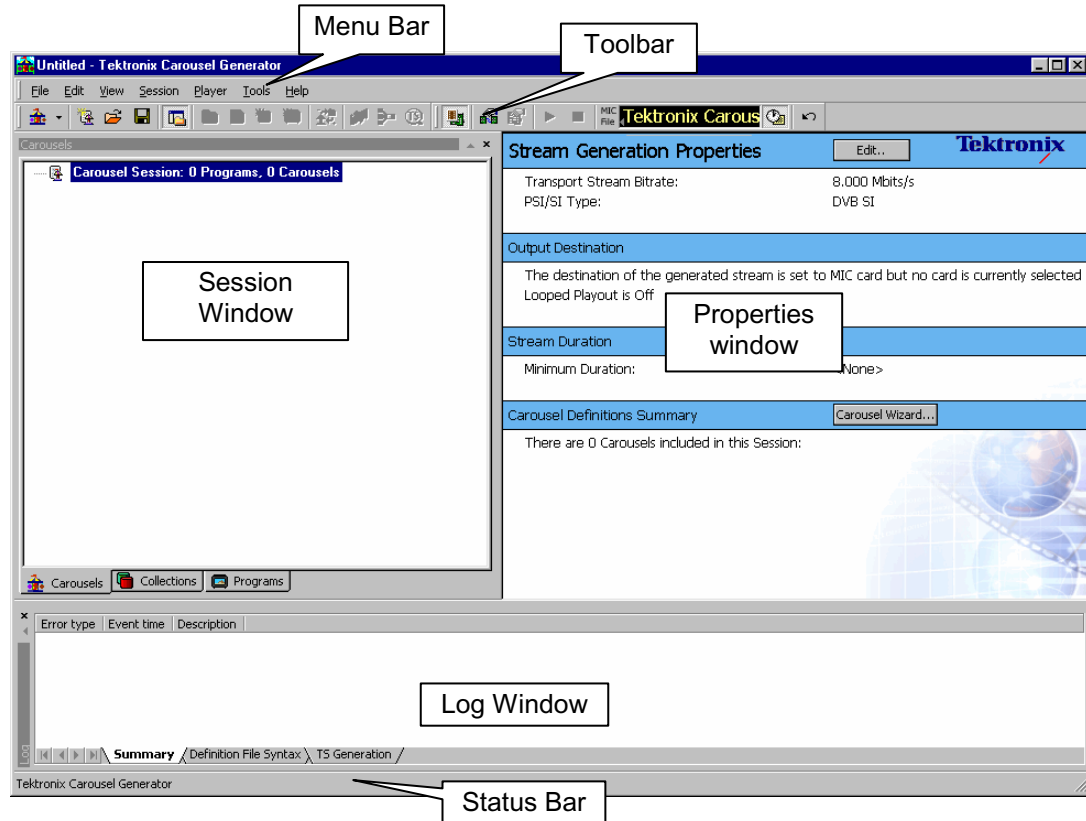 Menu Bar
Toolbar
Untitled - Tektronix Carousel Generator
File Edit View Session Player Tools Help
MIC File Tektronix Carous
Carousels
Carousel Session: 0 Programs, 0 Carousels
Session
Window
Carousels Collections Programs
Stream Generation Properties Edit.. Tektronix
Transport Stream Bitrate: 8.000 Mbits/s
PSI/SI Type: DVB SI
Output Destination
The destination of the generated stream is set to MIC card but no card is currently selected
Looped Playout is Off
Properties
window
Stream Duration
Minimum Duration: <None>
Carousel Definitions Summary Carousel Wizard...
There are 0 Carousels included in this Session:
Error type Event time Description
Log Window
Log
Summary Definition File Syntax TS Generation
Tektronix Carousel Generator
Status Bar